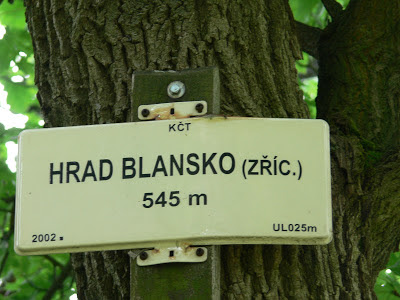 KČT
HRAD BLANSKO (ZŘÍC.)
545 m
2002. UL025m